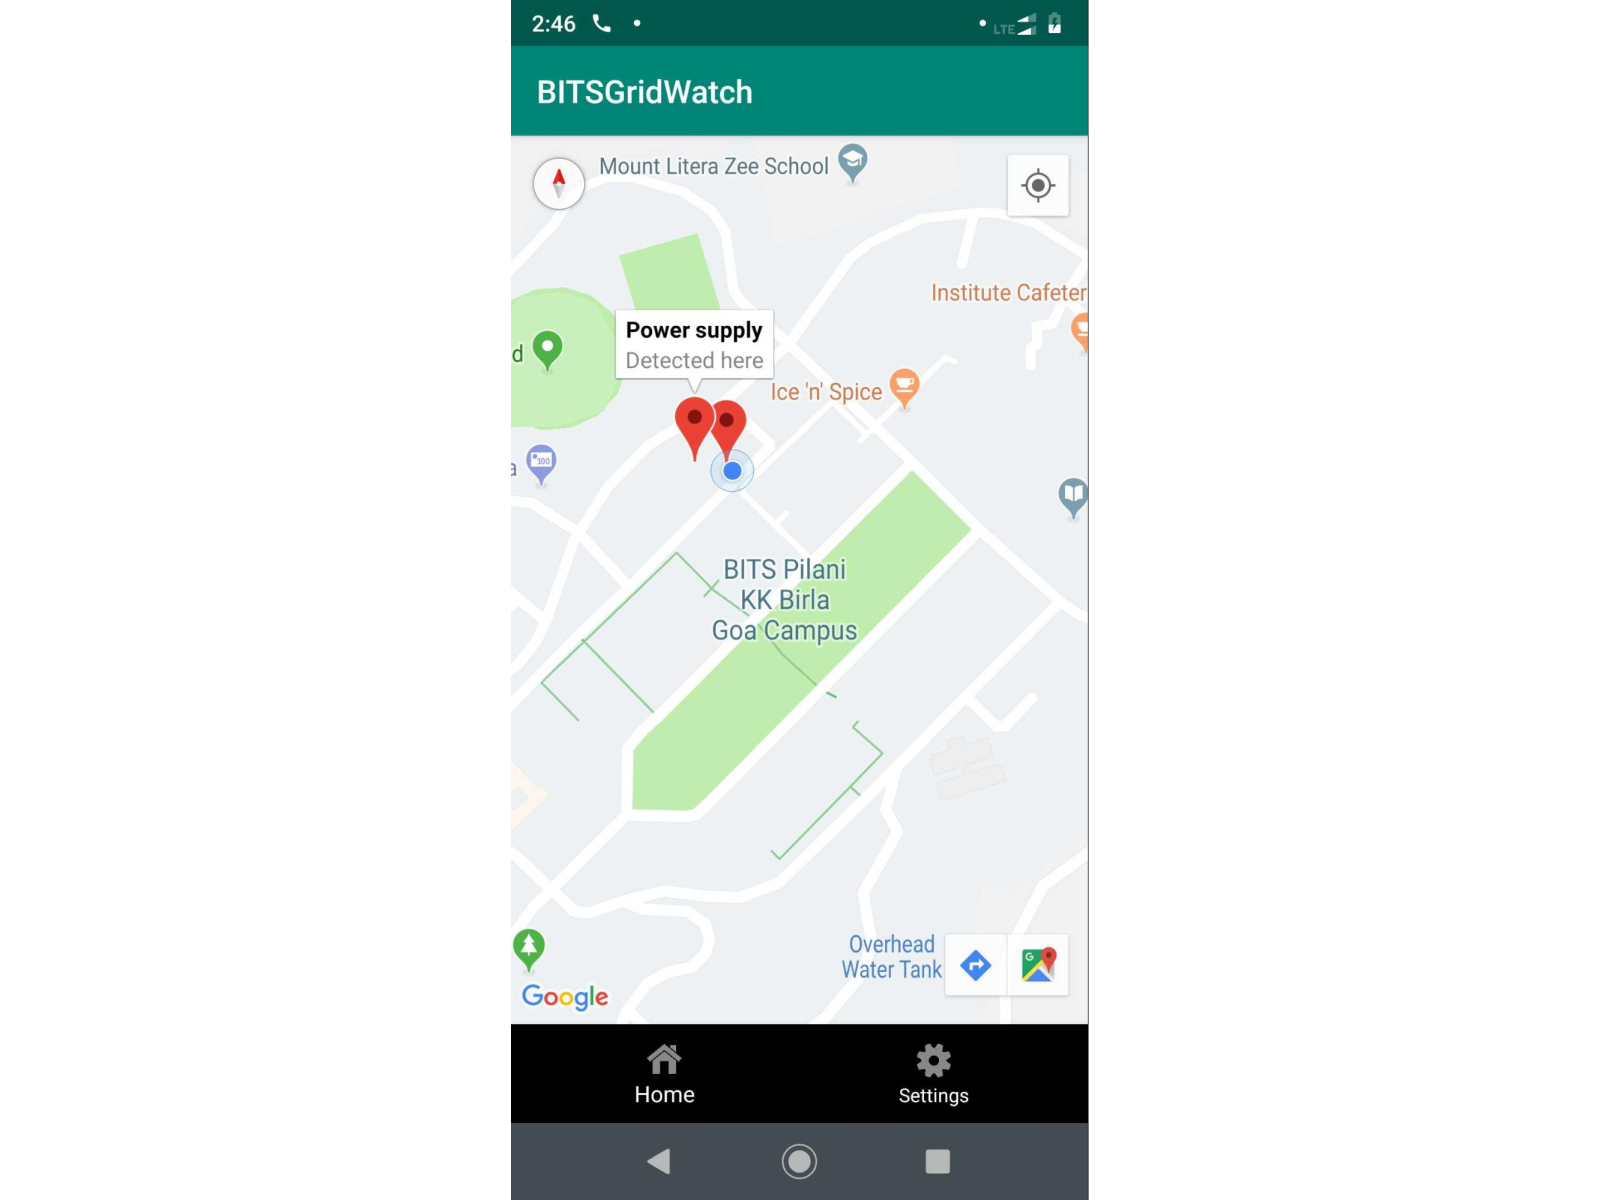 2:46
LTE
BITSGridWatch
Mount Litera Zee School
Institute Cafeter
Power supply
Detected here
d
Ice 'n' Spice
a
100
BITS Pilani
KK Birla
Goa Campus
Overhead
Water Tank
G
Google
Home
Settings